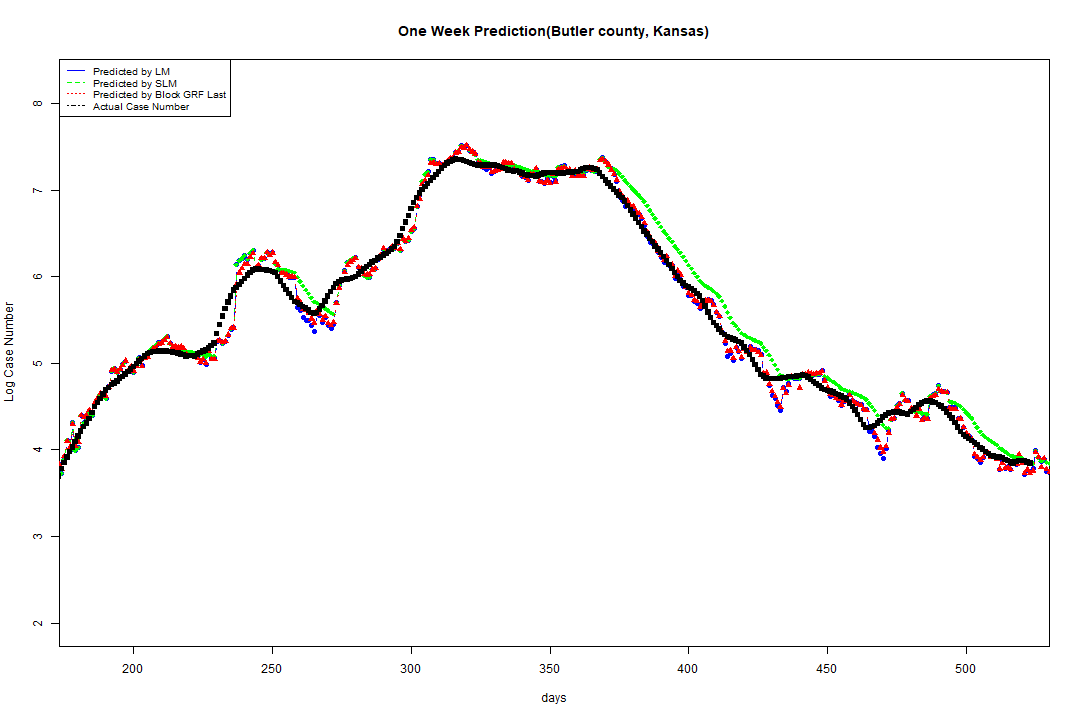 One Week Prediction(Butler county, Kansas)
Predicted by LM
Predicted by SLM
Predicted by Block GRF Last
Actual Case Number
8
7
6
5
4
3
2
Log Case Number
200 250 300 350 400 450 500
days